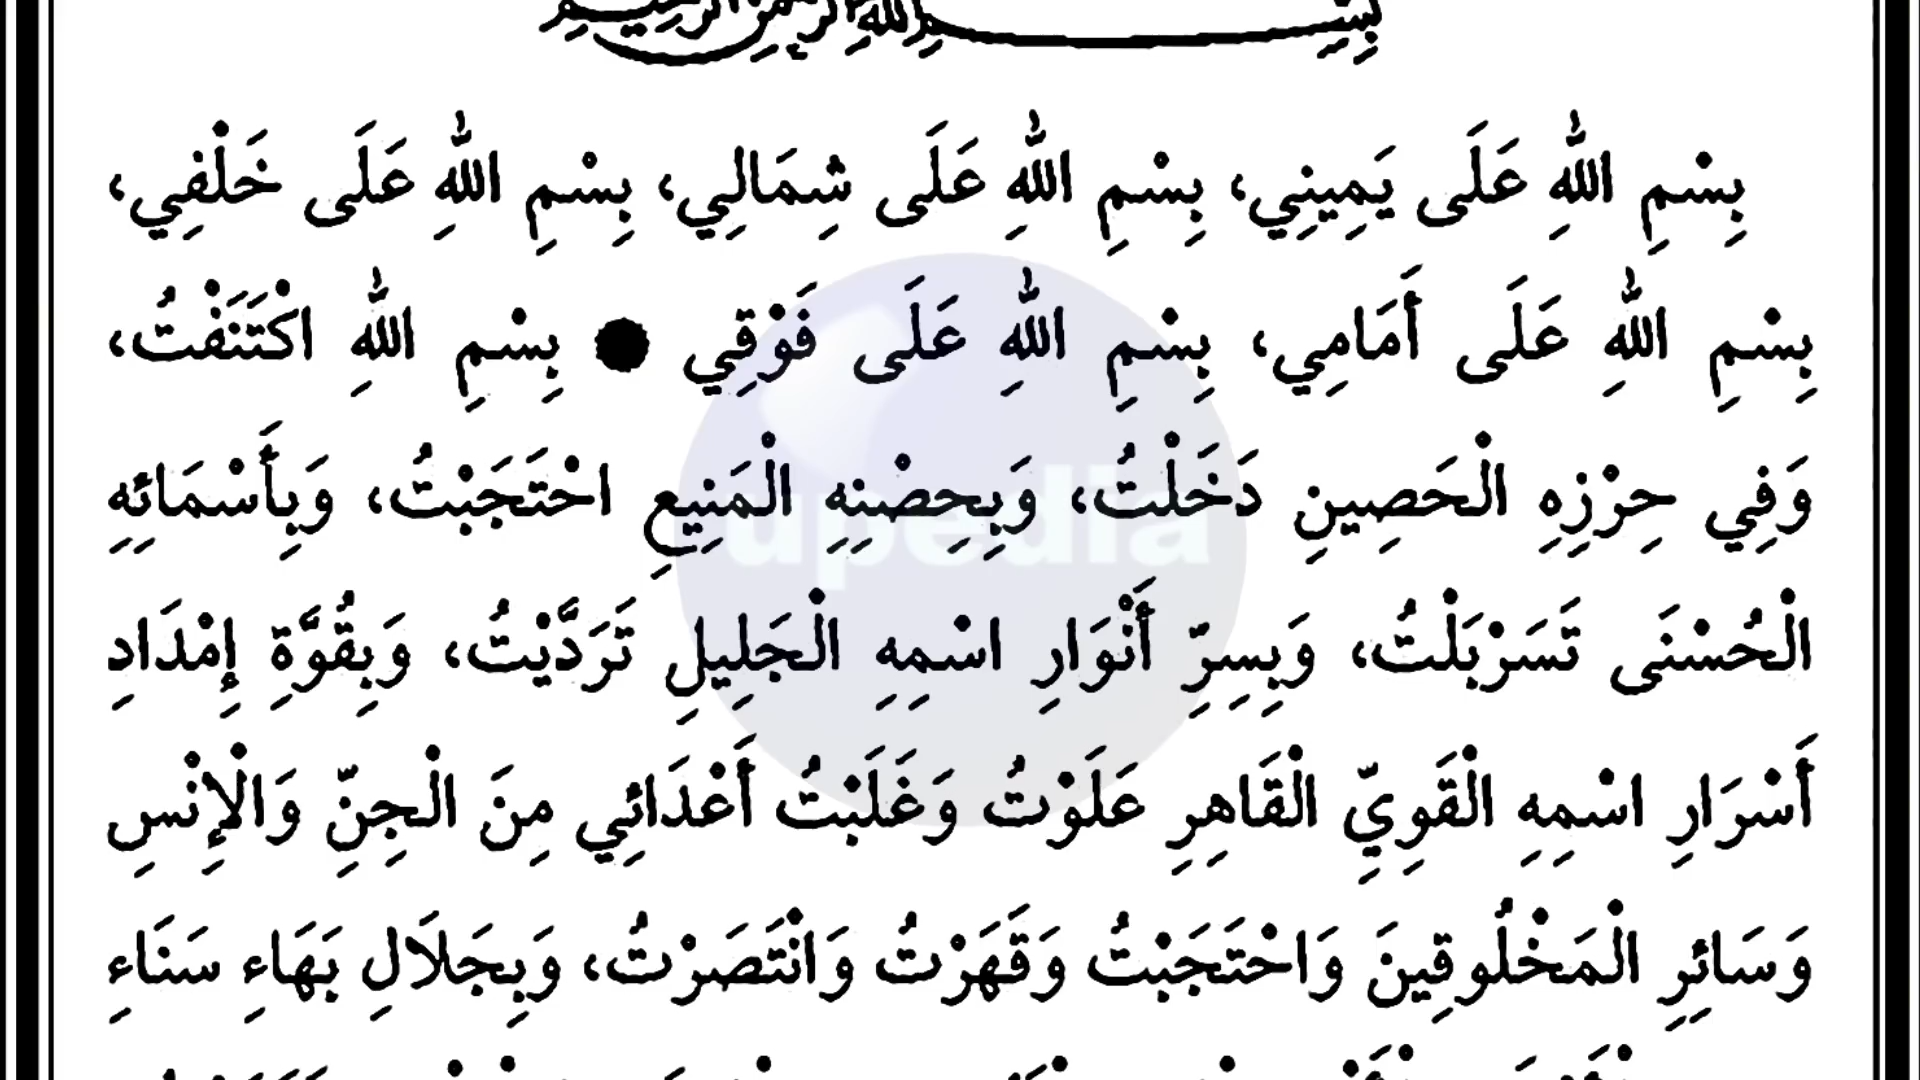 بِسْمِ اللهِ الرَّحْمٰنِ الرَّحِيْمِ
بِسْمِ اللهِ عَلَى يَمِينِي، بِسْمِ اللهِ عَلَى شِمَالِي، بِسْمِ اللهِ عَلَى خَلْفِي،
بِسْمِ اللهِ عَلَى أَمَامِي، بِسْمِ اللهِ عَلَى فَوْقِي ● بِسْمِ اللهِ اكْتَنَفْتُ،
وَفِي حِرْزِهِ الْحَصِينِ دَخَلْتُ، وَبِحِصْنِهِ الْمَنِيعِ احْتَجَبْتُ، وَبِأَسْمَائِهِ
الْحُسْنَى تَسَرْبَلْتُ، وَبِسِرِّ أَنْوَارِ اسْمِهِ الْجَلِيلِ تَرَدَّيْتُ، وَبِقُوَّةِ إِمْدَادِ
أَسْرَارِ اسْمِهِ الْقَوِيِّ الْقَاهِرِ عَلَوْتُ وَغَلَبْتُ أَعْدَائِي مِنَ الْجِنِّ وَالْإِنْسِ
وَسَائِرِ الْمَخْلُوقِينَ وَاحْتَجَبْتُ وَقَهَرْتُ وَانْتَصَرْتُ، وَبِجَلَالِ بَهَاءِ سَنَاءِ
upedia